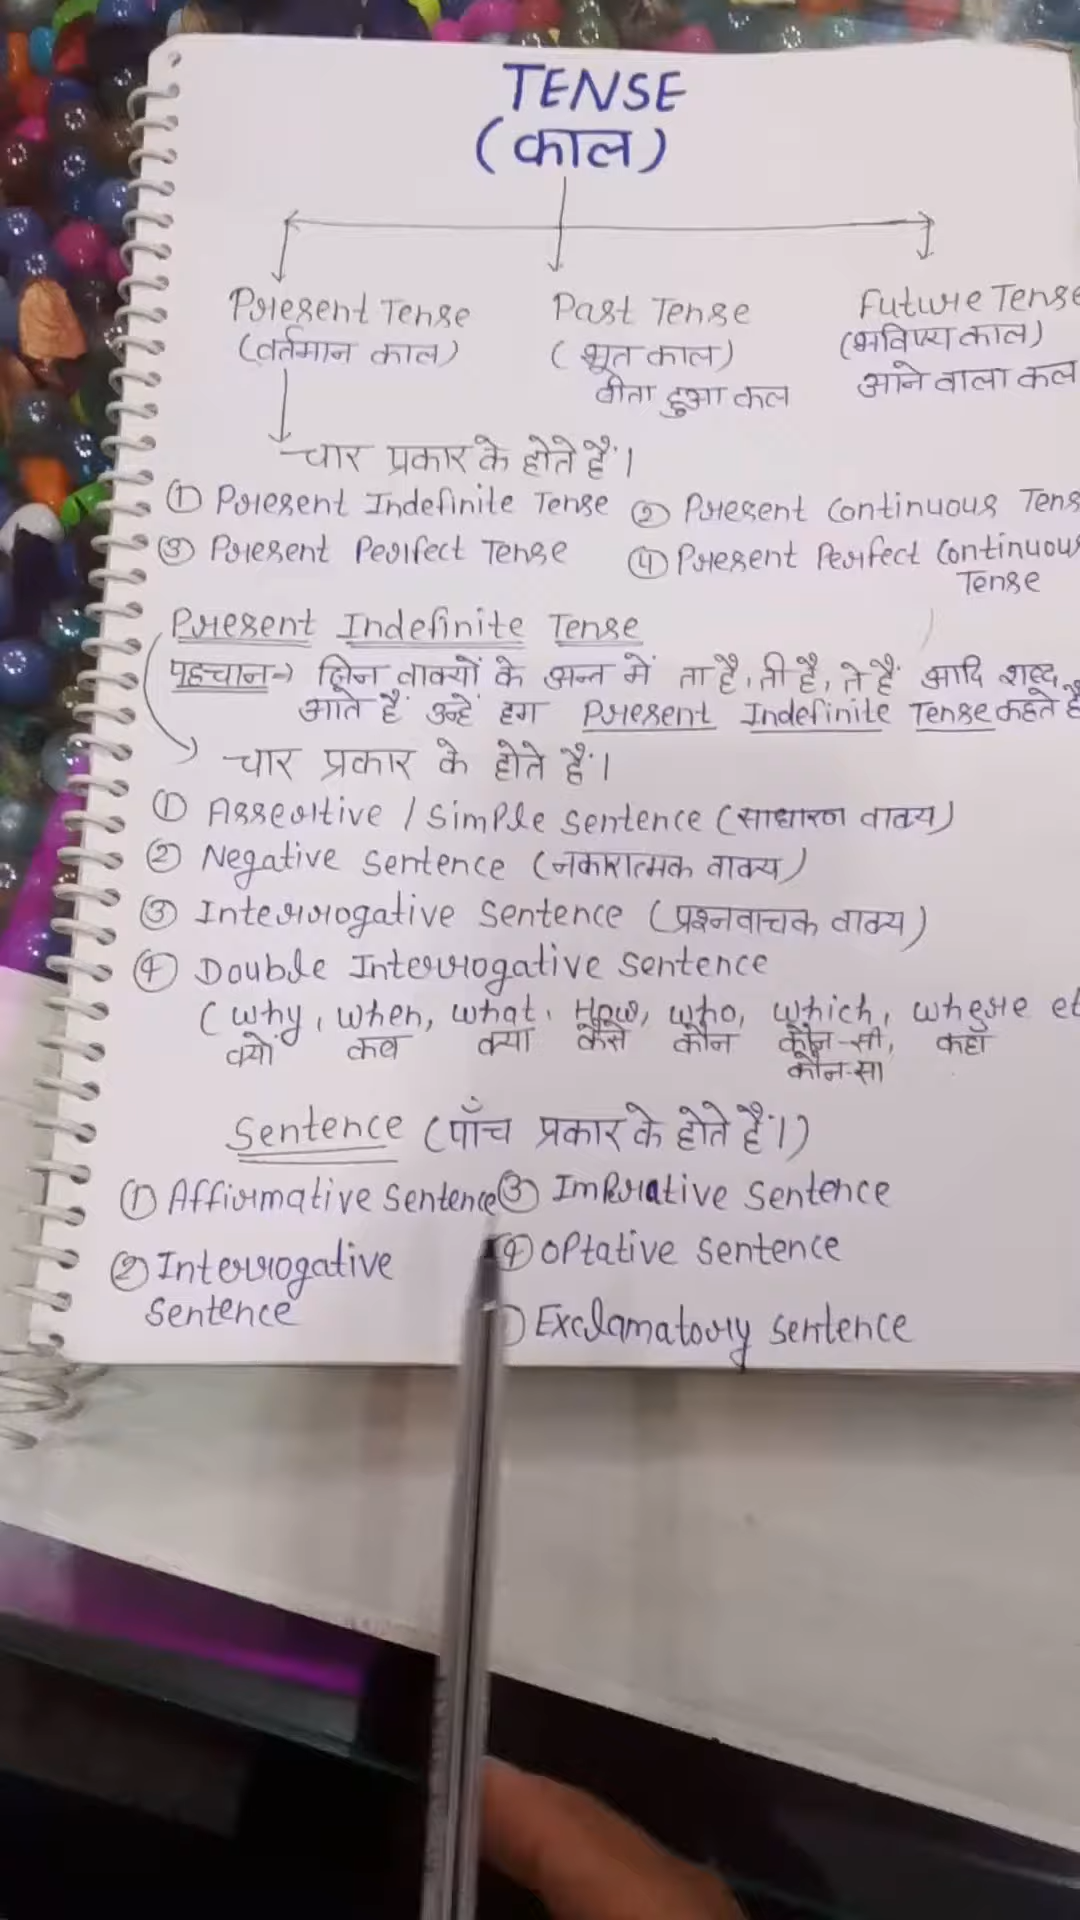 TENSE
(काल)
Present Tense Past Tense Future Tense
(वर्तमान काल) (भूत काल) (भविष्य काल)
बीता हुआ कल आने वाला कल
चार प्रकार के होते हैं।
① Present Indefinite Tense ② Present Continuous Tens
③ Present Perfect Tense ④ Present Perfect Continuous
Tense
Present Indefinite Tense
पहचान→ जिन वाक्यों के अन्त में ता है, ती है, ते हैं आदि शब्द
आते हैं उन्हें हम Present Indefinite Tense कहते है
चार प्रकार के होते हैं।
① Assertive / Simple Sentence (साधारण वाक्य)
② Negative Sentence (नकारात्मक वाक्य)
③ Interrogative Sentence (प्रश्नवाचक वाक्य)
④ Double Interrogative Sentence
(Why, when, what, How, who, which, where et
क्यों कब क्या कैसे कौन कौन-सी, कहाँ
कौन-सा
Sentence (पाँच प्रकार के होते हैं।)
① Affirmative Sentence ③ Imprative Sentence
② Interrogative ④ Optative Sentence
Sentence
Exclamatory Sentence